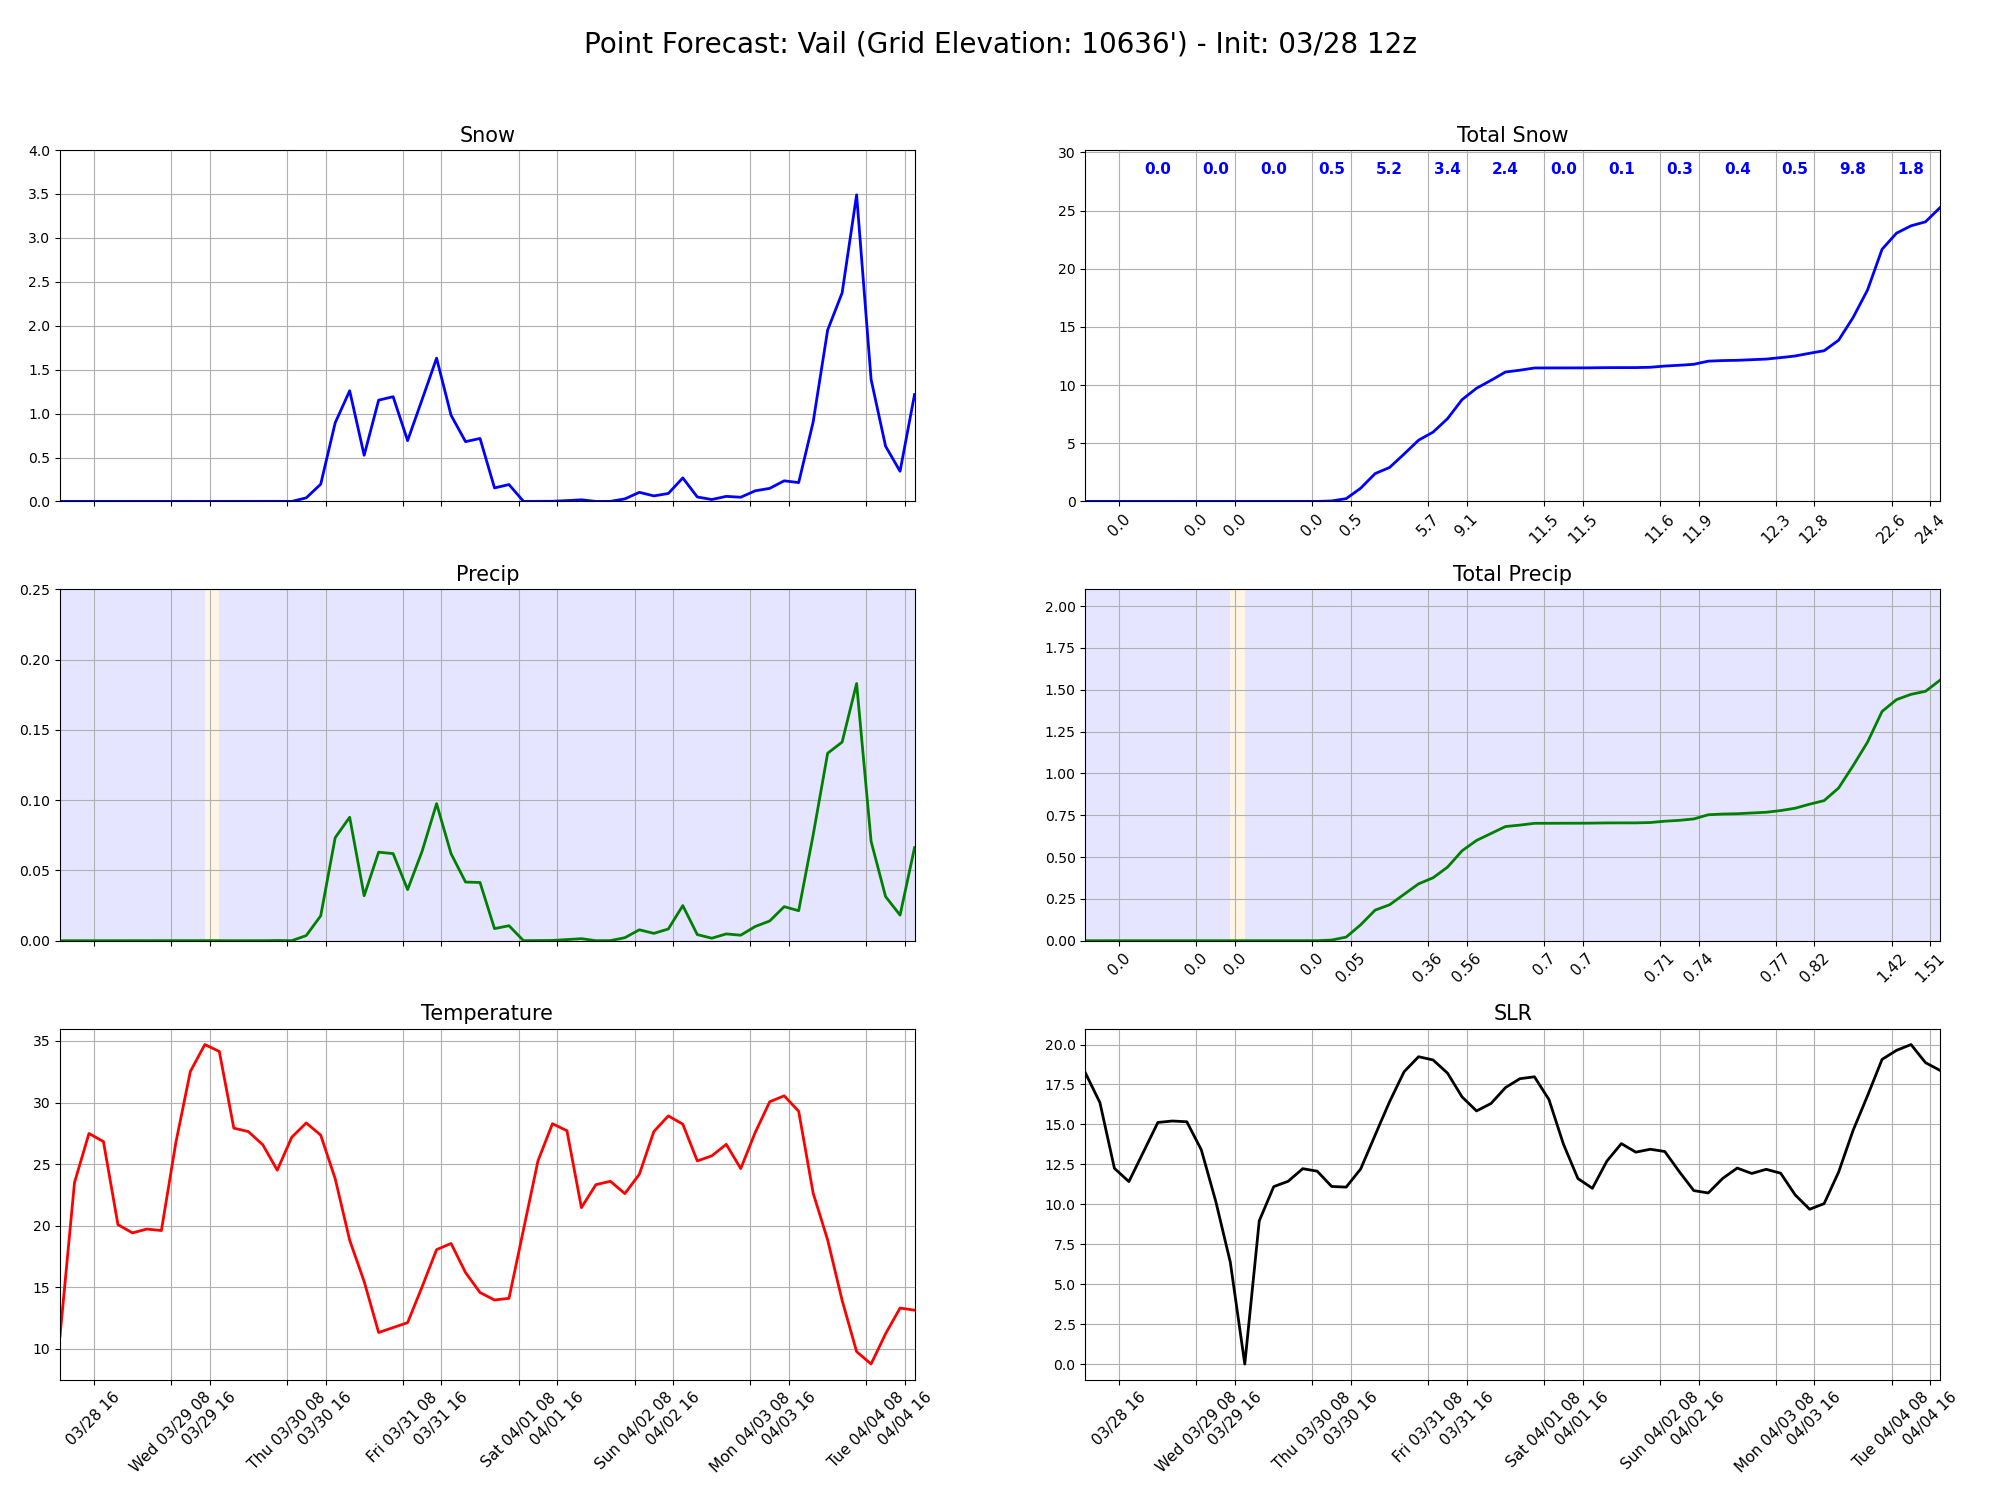 Point Forecast: Vail (Grid Elevation: 10636') - Init: 03/28 12z
Snow
4.0
3.5
3.0
2.5
2.0
1.5
1.0
0.5
0.0
Total Snow
30
25
20
15
10
5
0
0.0 0.0 0.0 0.5 5.2 3.4 2.4 0.0 0.1 0.3 0.4 0.5 9.8 1.8
0.0 0.0 0.0 0.0 0.5 5.7 9.1 11.5 11.5 11.6 11.9 12.3 12.8 22.6 24.4
Precip
0.25
0.20
0.15
0.10
0.05
0.00
Total Precip
2.00
1.75
1.50
1.25
1.00
0.75
0.50
0.25
0.00
0.0 0.0 0.0 0.0 0.05 0.36 0.56 0.7 0.7 0.71 0.74 0.77 0.82 1.42 1.51
Temperature
35
30
25
20
15
10
03/28 16
Wed 03/29 08
03/29 16
Thu 03/30 08
03/30 16
Fri 03/31 08
03/31 16
Sat 04/01 08
04/01 16
Sun 04/02 08
04/02 16
Mon 04/03 08
04/03 16
Tue 04/04 08
04/04 16
SLR
20.0
17.5
15.0
12.5
10.0
7.5
5.0
2.5
0.0
03/28 16
Wed 03/29 08
03/29 16
Thu 03/30 08
03/30 16
Fri 03/31 08
03/31 16
Sat 04/01 08
04/01 16
Sun 04/02 08
04/02 16
Mon 04/03 08
04/03 16
Tue 04/04 08
04/04 16